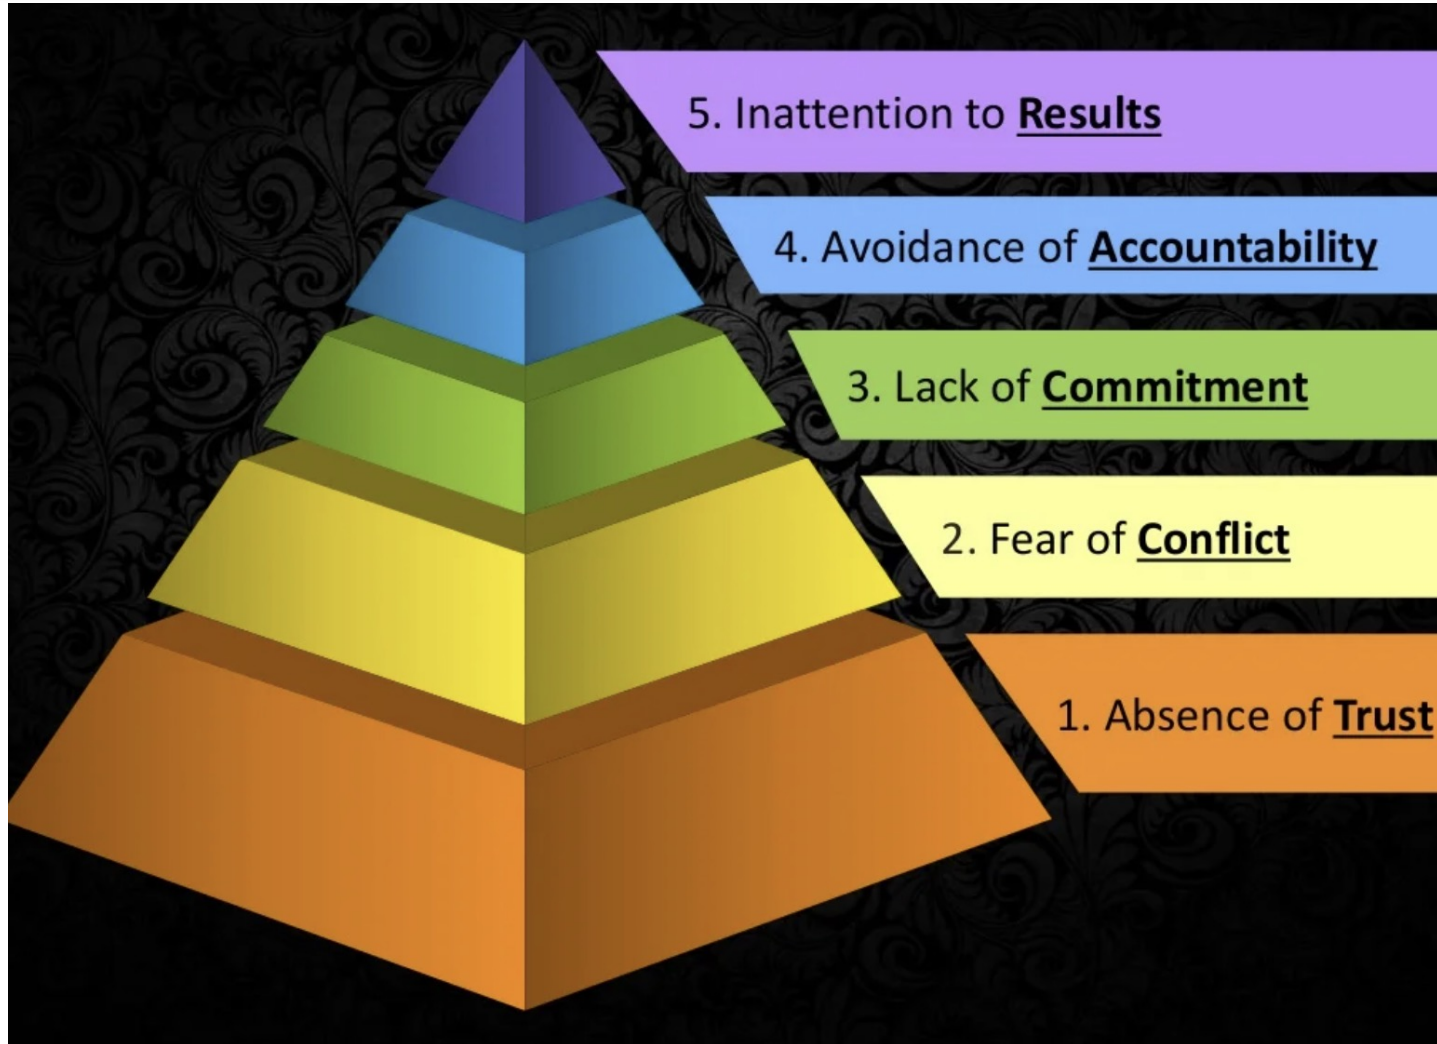 5. Inattention to Results
4. Avoidance of Accountability
3. Lack of Commitment
2. Fear of Conflict
1. Absence of Trust